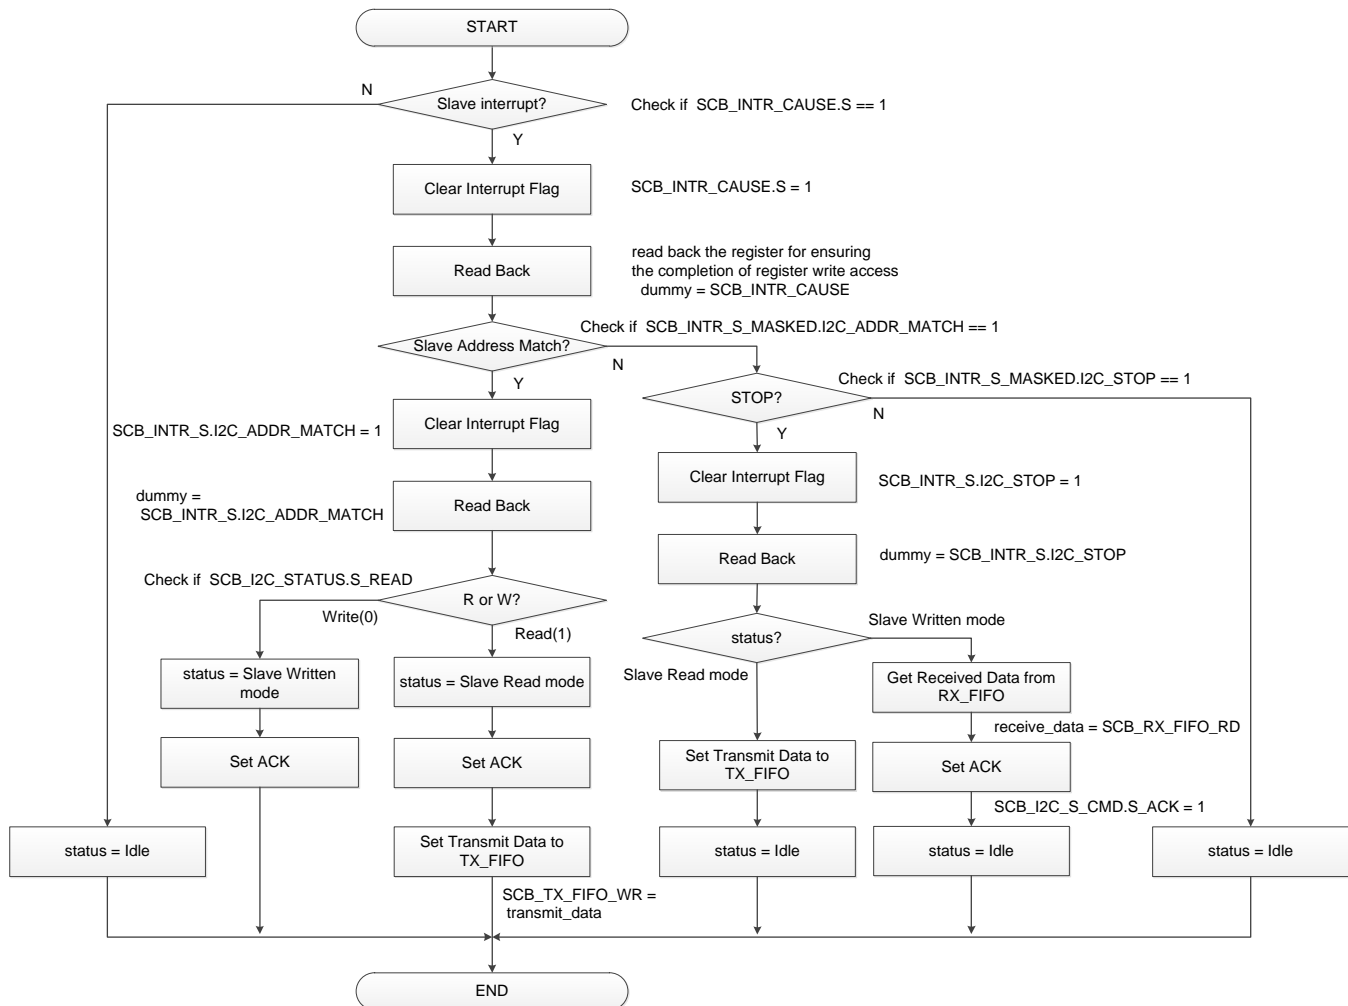 START
N
Slave interrupt?
Check if  SCB_INTR_CAUSE.S == 1
Y
Clear Interrupt Flag
SCB_INTR_CAUSE.S = 1
Read Back
read back the register for ensuring
the completion of register write access
dummy = SCB_INTR_CAUSE
Check if  SCB_INTR_S_MASKED.I2C_ADDR_MATCH == 1
Slave Address Match?
N
Y
Check if  SCB_INTR_S_MASKED.I2C_STOP == 1
STOP?
N
Y
Clear Interrupt Flag
SCB_INTR_S.I2C_ADDR_MATCH = 1
Clear Interrupt Flag
SCB_INTR_S.I2C_STOP = 1
dummy =
SCB_INTR_S.I2C_ADDR_MATCH
Read Back
Read Back
dummy = SCB_INTR_S.I2C_STOP
Check if  SCB_I2C_STATUS.S_READ
R or W?
Write(0)
Read(1)
status?
Slave Written mode
Slave Read mode
status = Slave Written
mode
status = Slave Read mode
Get Received Data from
RX_FIFO
receive_data = SCB_RX_FIFO_RD
Set ACK
Set ACK
Set Transmit Data to
TX_FIFO
Set ACK
SCB_I2C_S_CMD.S_ACK = 1
status = Idle
Set Transmit Data to
TX_FIFO
status = Idle
status = Idle
status = Idle
SCB_TX_FIFO_WR =
transmit_data
END